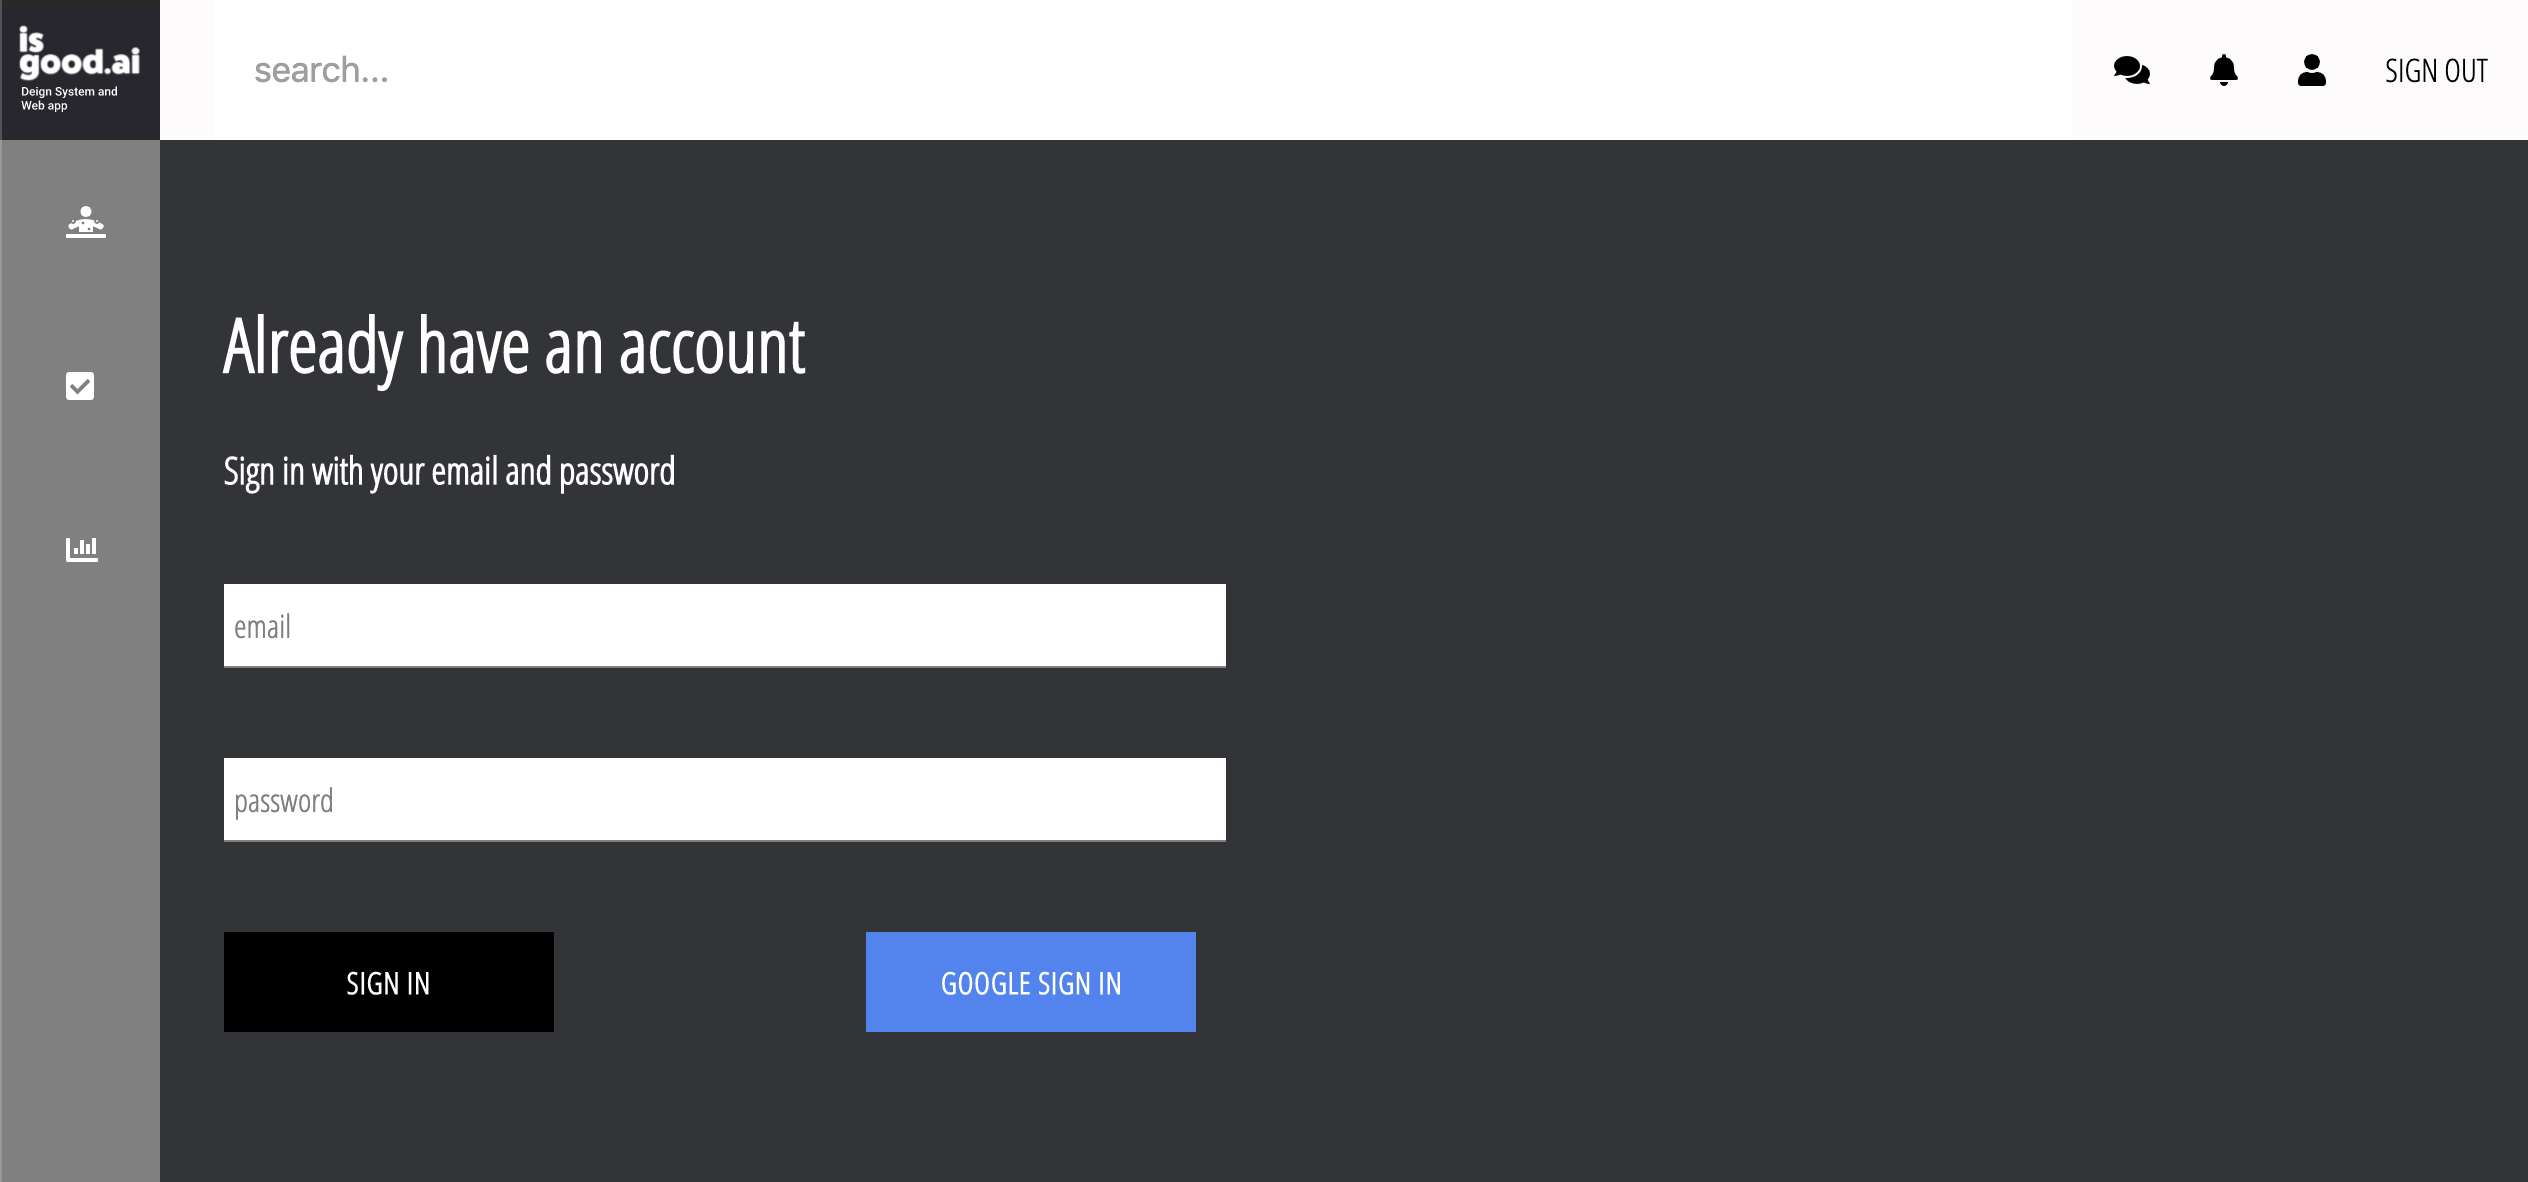 is
good.ai
Deign System and
Web app
search...
SIGN OUT
Already have an account
Sign in with your email and password
email
password
SIGN IN
GOOGLE SIGN IN